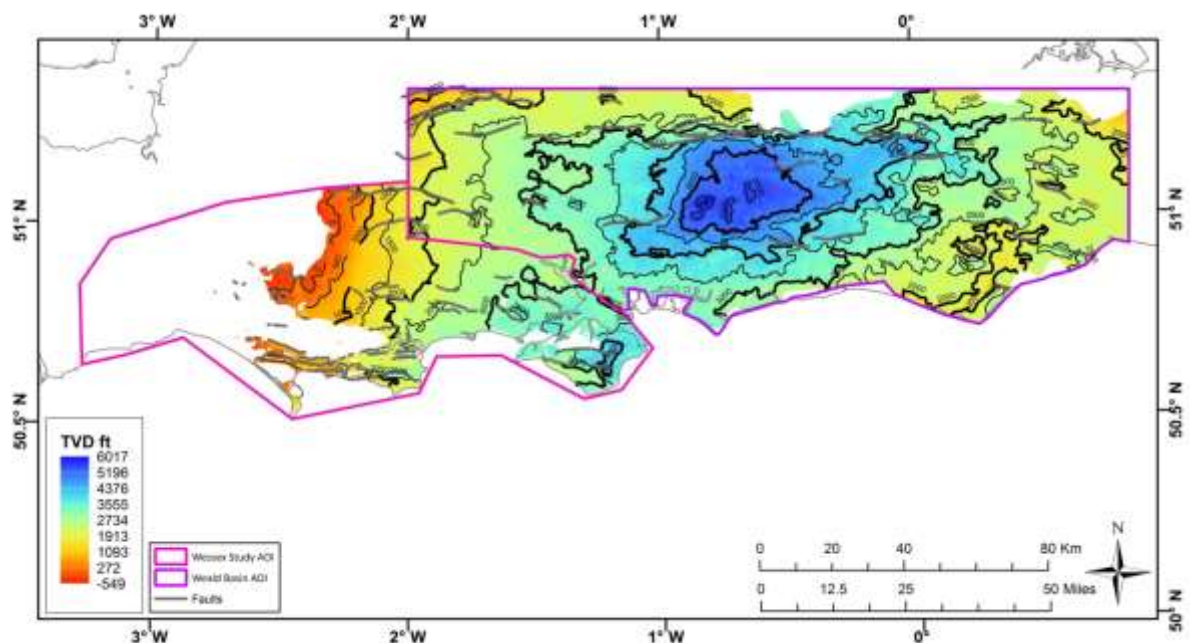 3° W 2° W 1° W 0°
51° N 51° N
50.5° N 50.5° N
TVD ft
6017
5196
4376
3555
2734
1913
1093
272
-549
Wessex Study AOI
Weald Basin AOI
Faults
N
0 20 40 80 Km
0 12.5 25 50 Miles
50° N
3° W 2° W 1° W 0°